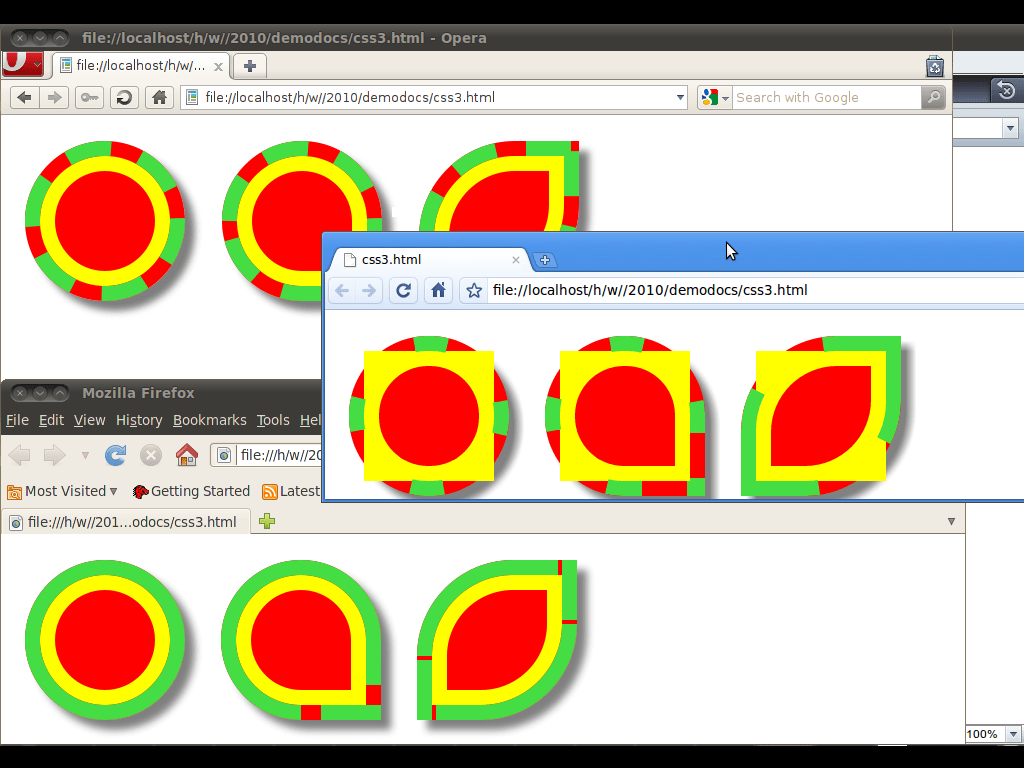 file://localhost/h/w//2010/demodocs/css3.html - Opera
file://localhost/h/w/...
file://localhost/h/w//2010/demodocs/css3.html
Search with Google
css3.html
file://localhost/h/w//2010/demodocs/css3.html
Mozilla Firefox
File Edit View History Bookmarks Tools Hel
file:///h/w//20
Most Visited Getting Started Latest
file:///h/w//201...odocs/css3.html
100%